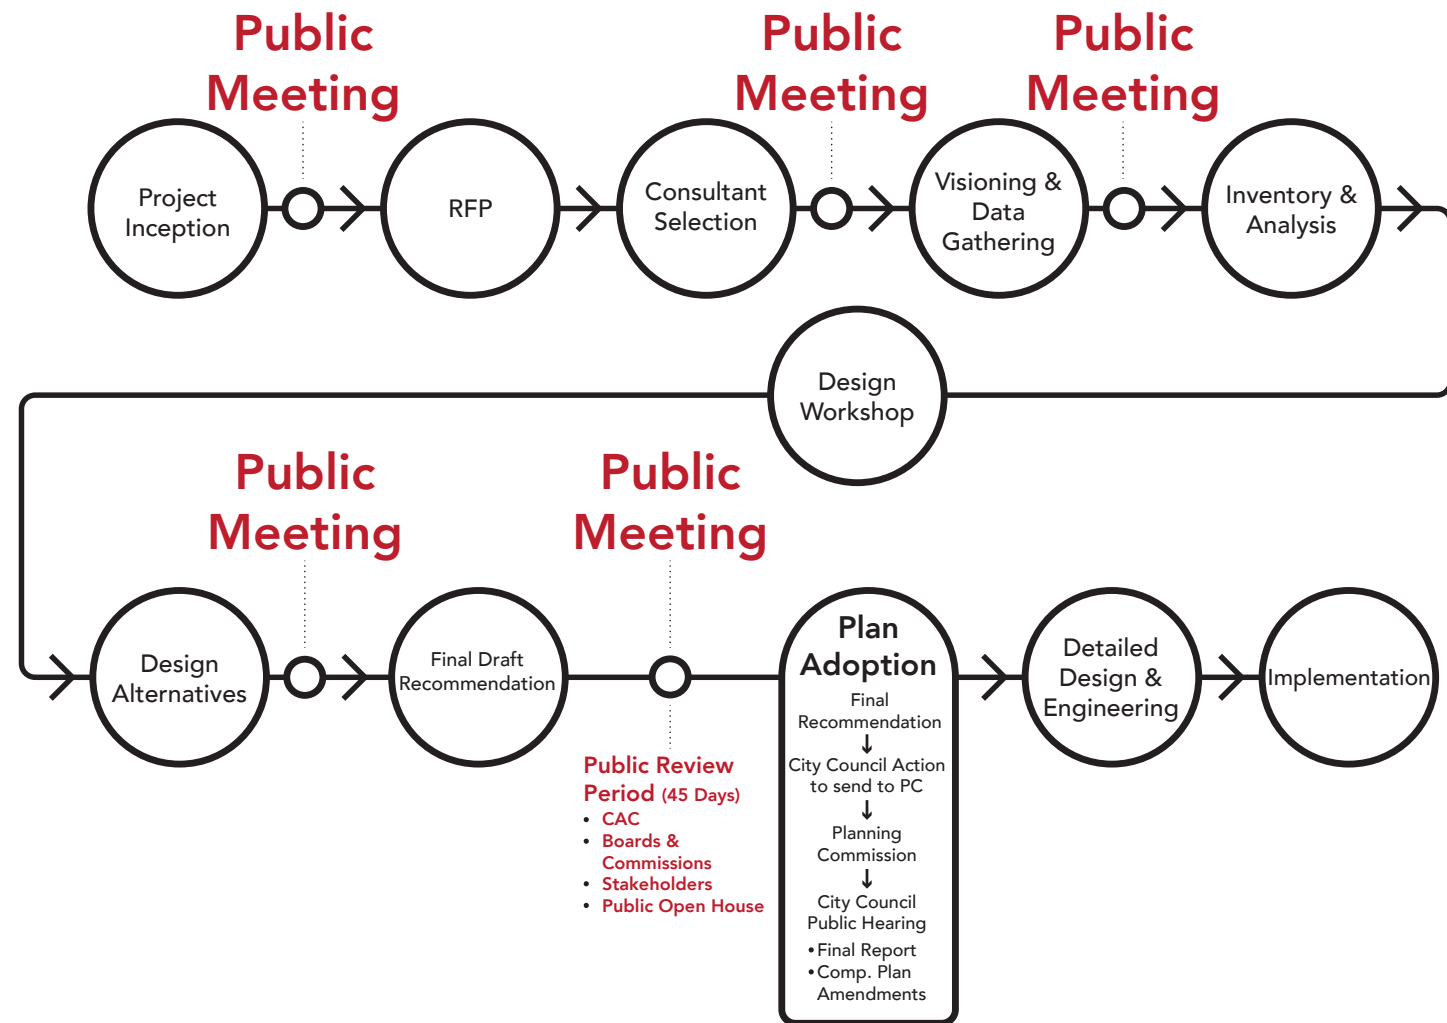 Public
Meeting
Public
Meeting
Public
Meeting
Project
Inception
RFP
Consultant
Selection
Visioning &
Data
Gathering
Inventory &
Analysis
Design
Workshop
Public
Meeting
Public
Meeting
Design
Alternatives
Final Draft
Recommendation
Public Review
Period (45 Days)
• CAC
• Boards &
Commissions
• Stakeholders
• Public Open House
Plan
Adoption
Final
Recommendation
↓
City Council Action
to send to PC
↓
Planning
Commission
↓
City Council
Public Hearing
• Final Report
• Comp. Plan
Amendments
Detailed
Design &
Engineering
Implementation